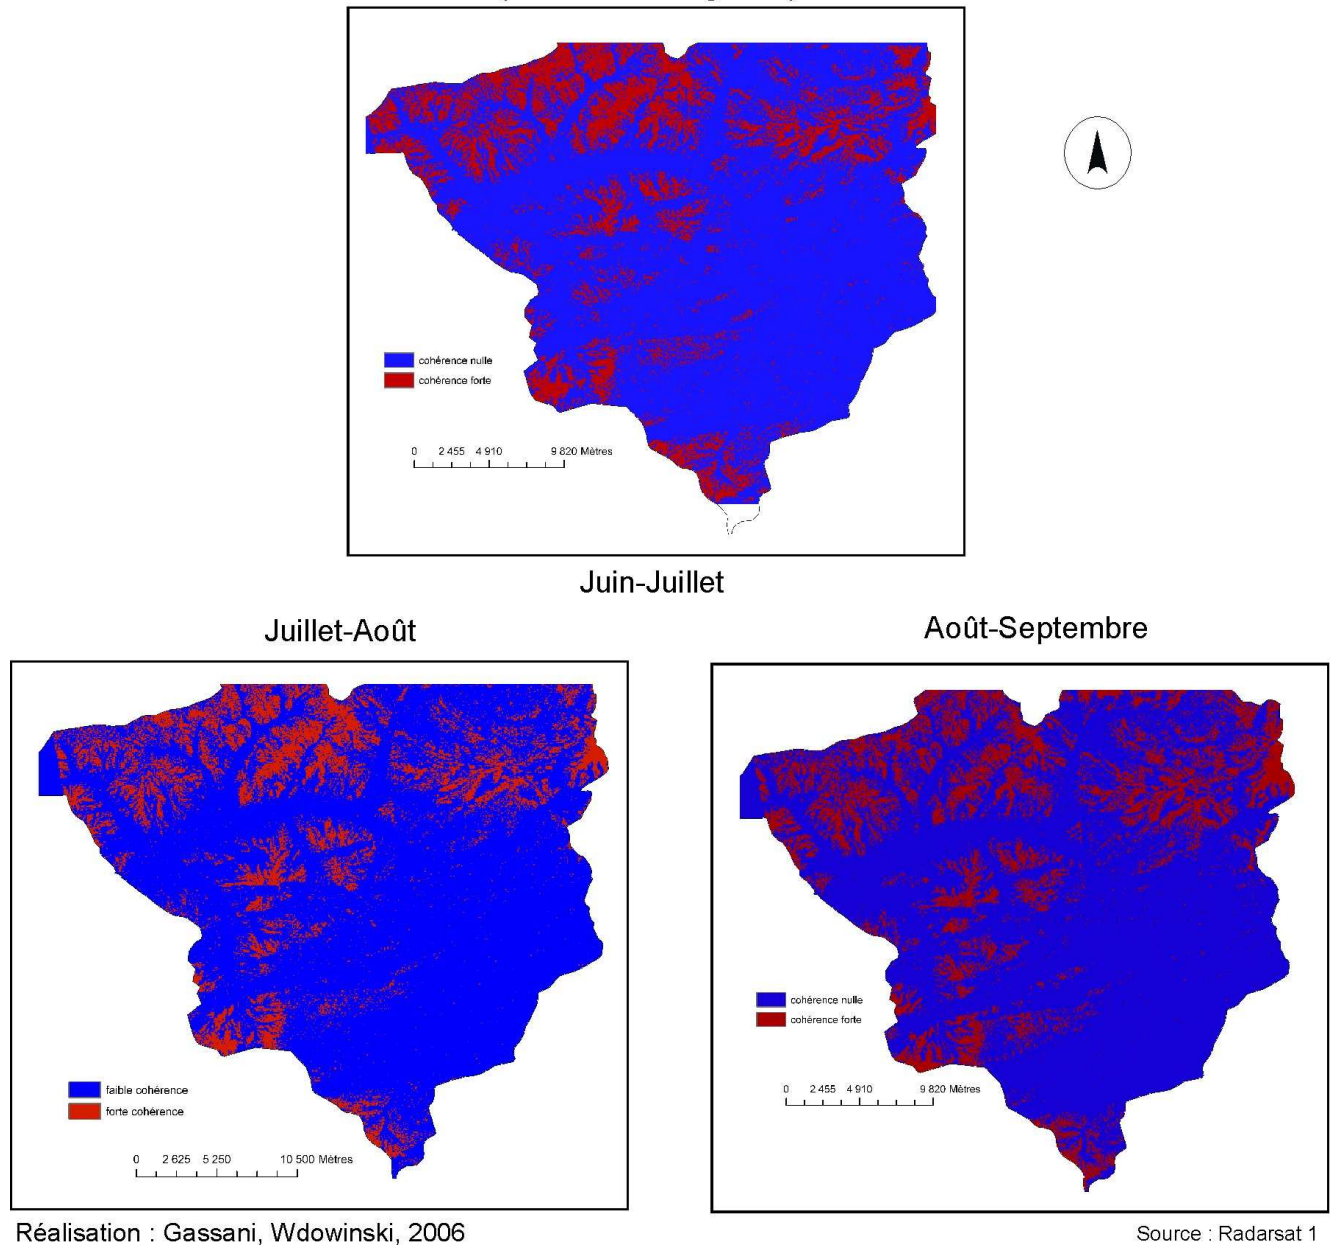 cohérence nulle
cohérence forte
0 2 455 4 910 9 820 Mètres
Juin-Juillet
Juillet-Août
Août-Septembre
faible cohérence
forte cohérence
0 2 625 5 250 10 500 Mètres
cohérence nulle
cohérence forte
0 2 455 4 910 9 820 Mètres
Réalisation : Gassani, Wdowinski, 2006
Source : Radarsat 1